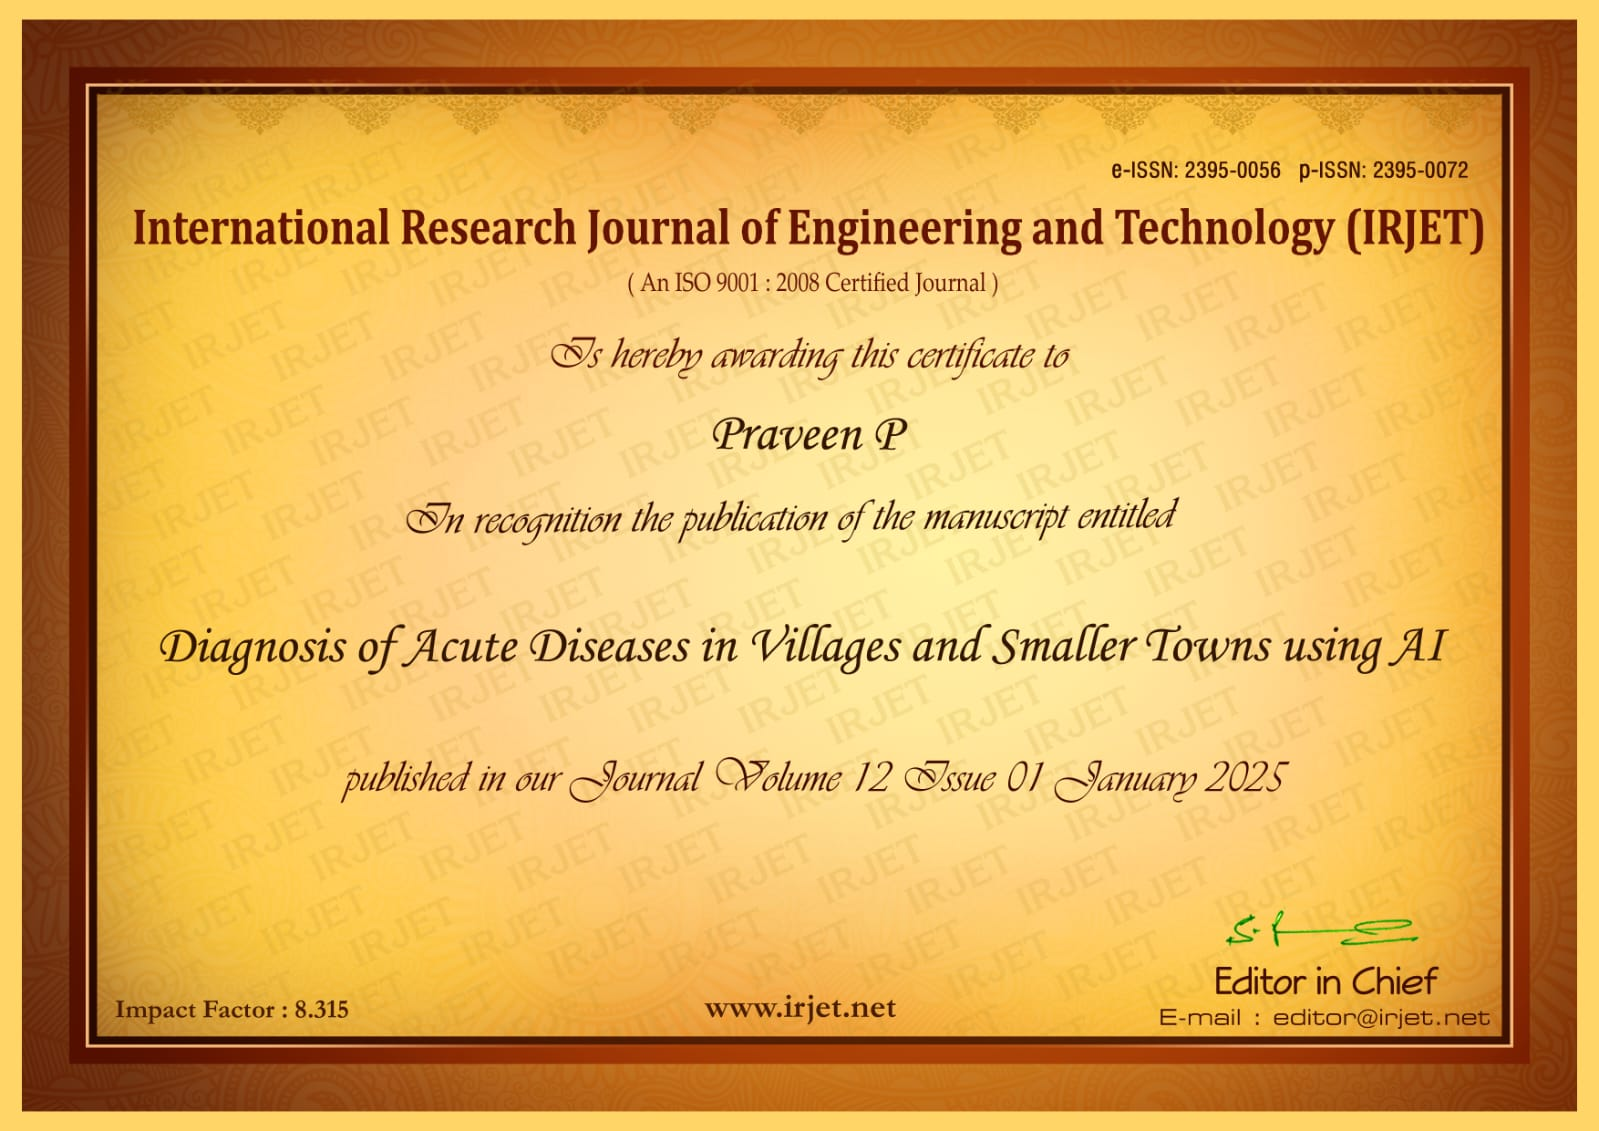 e-ISSN: 2395-0056 p-ISSN: 2395-0072
International Research Journal of Engineering and Technology (IRJET)
( An ISO 9001 : 2008 Certified Journal )
Is hereby awarding this certificate to
Praveen P
In recognition the publication of the manuscript entitled
Diagnosis of Acute Diseases in Villages and Smaller Towns using AI
published in our Journal Volume 12 Issue 01 January 2025
Editor in Chief
Impact Factor : 8.315
www.irjet.net
E-mail : editor@irjet.net